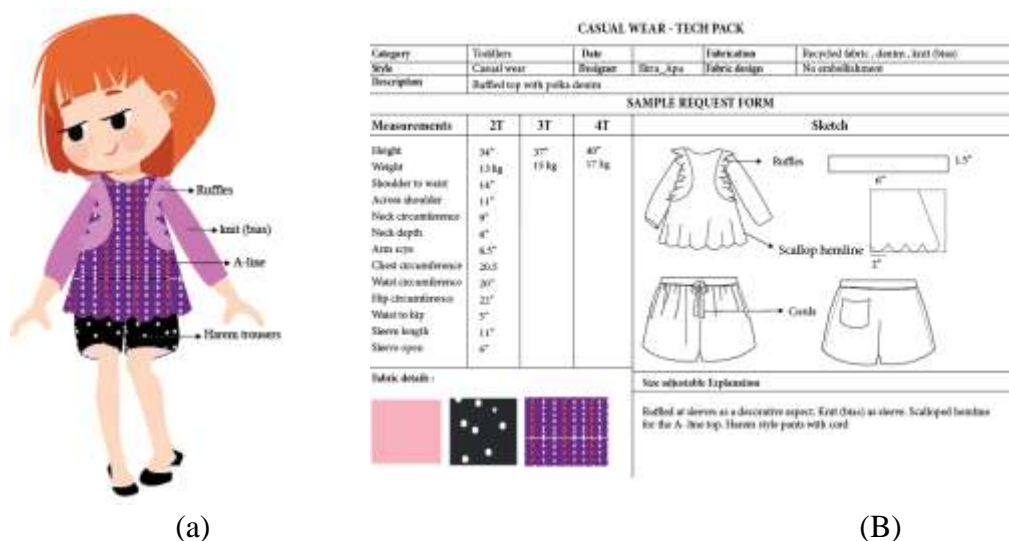 Ruffles
knit (bias)
A-line
Harem trousers
(a)
CASUAL WEAR - TECH PACK
Category Toddlers Date Fabrication Recycled fabric, denim, knit (bias)
Style Casual wear Designer Fabric design No embellishment
Description Ruffled top with polka denim
SAMPLE REQUEST FORM
Measurements 2T 3T 4T Sketch
Height 34" 37" 40"
Weight 13 kg 15 kg 17 kg
Shoulder to waist 14"
Across shoulder 11"
Neck circumference 9"
Neck depth 4"
Arm scye 6.5"
Chest circumference 20.5
Waist circumference 20"
Hip circumference 22"
Waist to hip 5"
Sleeve length 11"
Sleeve open 6"
Ruffles
1.5"
6"
Scallop hemline
2"
Cords
Fabric details :
Size adjustable Explanation
Ruffled at sleeves as a decorative aspect. Knit (bias) as sleeve. Scalloped hemline
for the A- line top. Harem style pants with cord
(B)